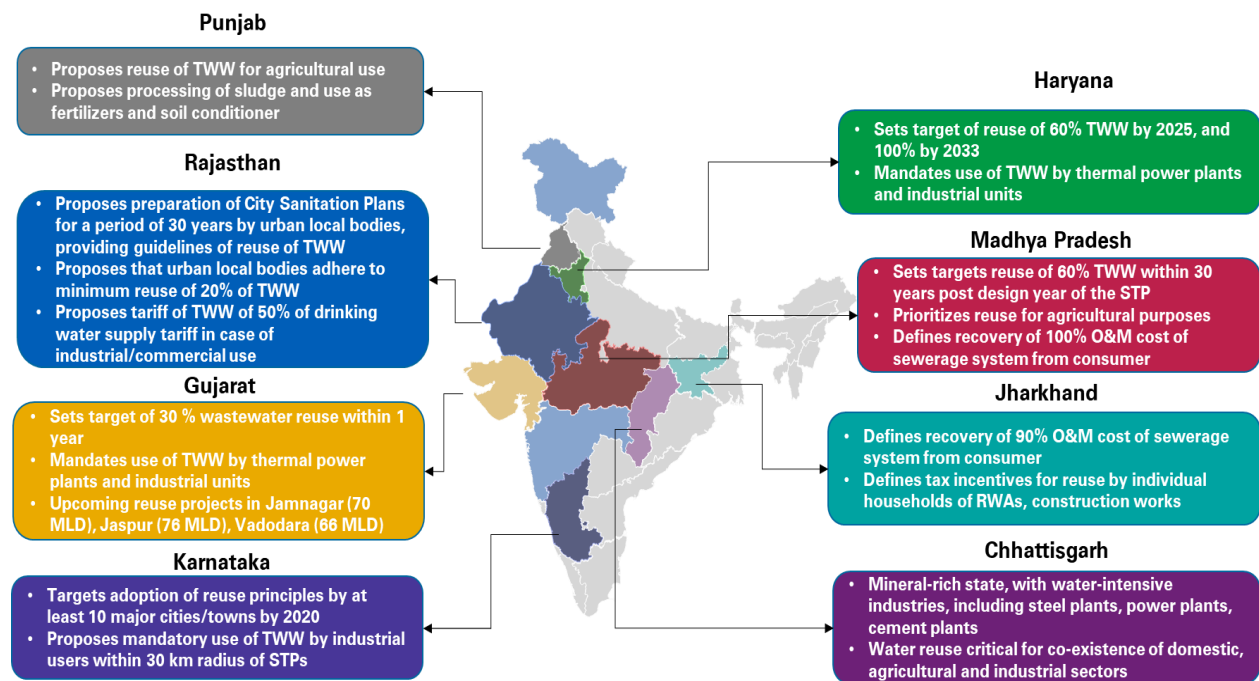 Punjab
• Proposes reuse of TWW for agricultural use
• Proposes processing of sludge and use as
fertilizers and soil conditioner
Rajasthan
• Proposes preparation of City Sanitation Plans
for a period of 30 years by urban local bodies,
providing guidelines of reuse of TWW
• Proposes that urban local bodies adhere to
minimum reuse of 20% of TWW
• Proposes tariff of TWW of 50% of drinking
water supply tariff in case of
industrial/commercial use
Gujarat
• Sets target of 30 % wastewater reuse within 1
year
• Mandates use of TWW by thermal power
plants and industrial units
• Upcoming reuse projects in Jamnagar (70
MLD), Jaspur (76 MLD), Vadodara (66 MLD)
Karnataka
• Targets adoption of reuse principles by at
least 10 major cities/towns by 2020
• Proposes mandatory use of TWW by industrial
users within 30 km radius of STPs
Haryana
• Sets target of reuse of 60% TWW by 2025, and
100% by 2033
• Mandates use of TWW by thermal power plants
and industrial units
Madhya Pradesh
• Sets targets reuse of 60% TWW within 30
years post design year of the STP
• Prioritizes reuse for agricultural purposes
• Defines recovery of 100% O&M cost of
sewerage system from consumer
Jharkhand
• Defines recovery of 90% O&M cost of sewerage
system from consumer
• Defines tax incentives for reuse by individual
households of RWAs, construction works
Chhattisgarh
• Mineral-rich state, with water-intensive
industries, including steel plants, power plants,
cement plants
• Water reuse critical for co-existence of domestic,
agricultural and industrial sectors